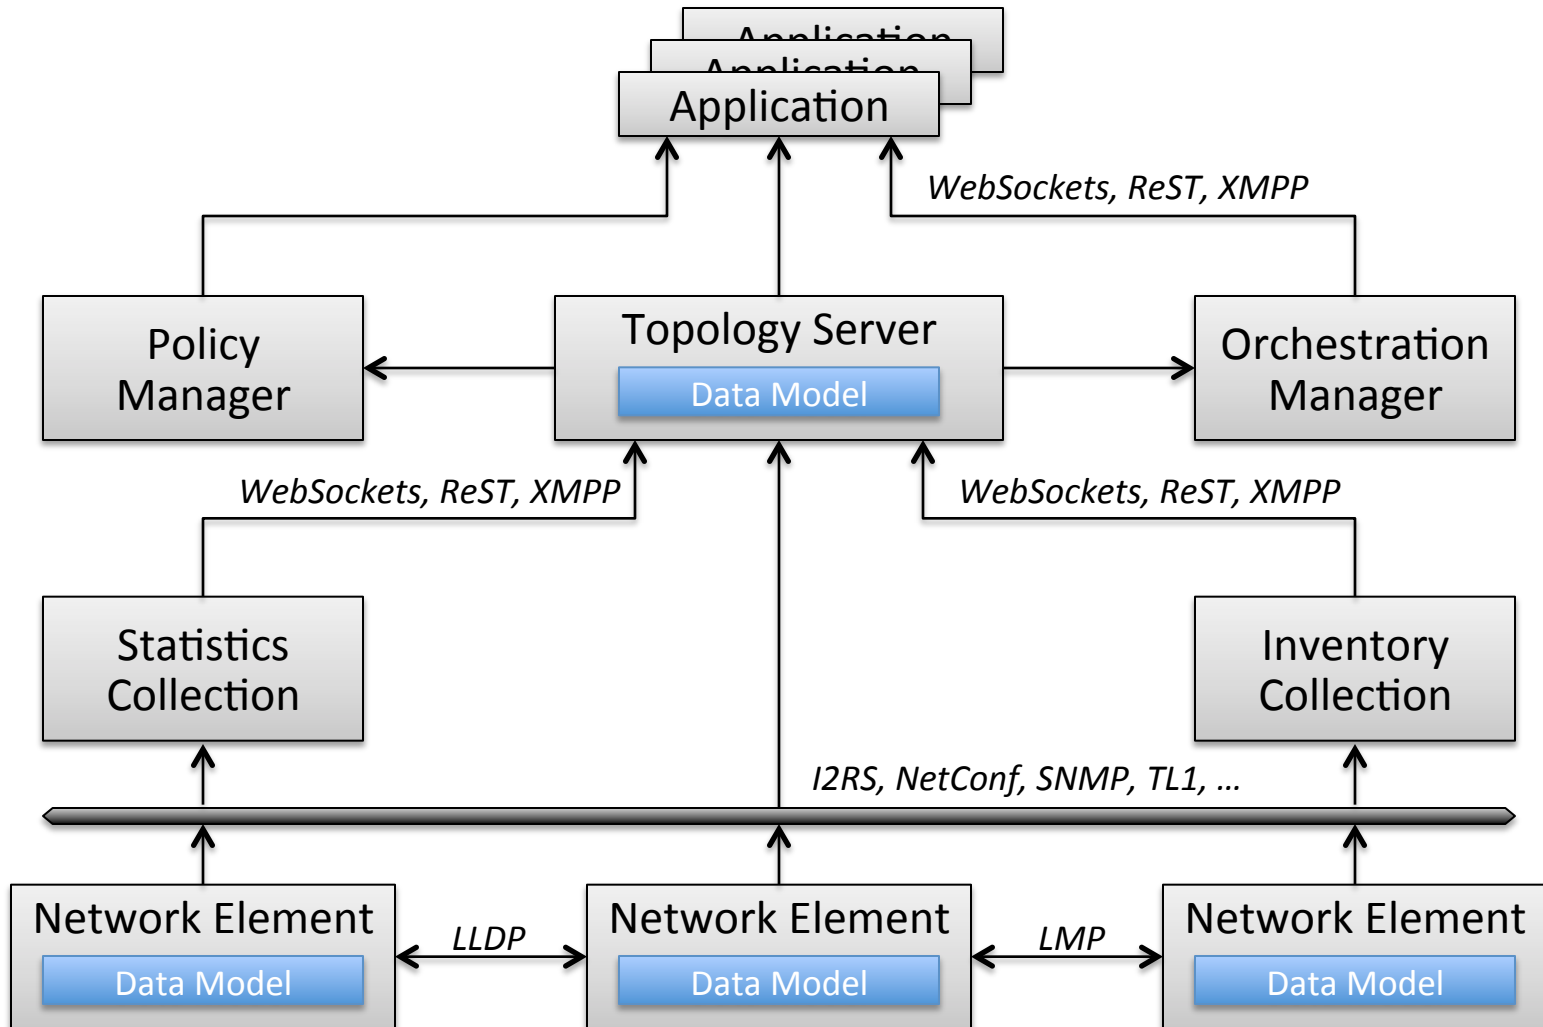 Application
Application
Application
WebSockets, ReST, XMPP
Policy
Manager
Topology Server
Data Model
Orchestration
Manager
WebSockets, ReST, XMPP
WebSockets, ReST, XMPP
Statistics
Collection
Inventory
Collection
I2RS, NetConf, SNMP, TL1, ...
Network Element
Data Model
LLDP
Network Element
Data Model
LMP
Network Element
Data Model